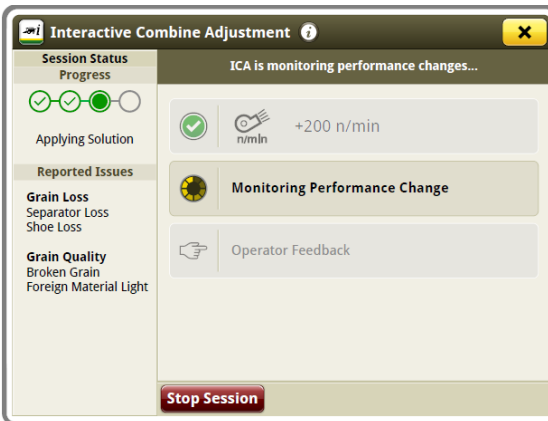 Interactive Combine Adjustment
Session Status
Progress
Applying Solution
Reported Issues
Grain Loss
Separator Loss
Shoe Loss
Grain Quality
Broken Grain
Foreign Material Light
ICA is monitoring performance changes...
n/mln
+200 n/min
Monitoring Performance Change
Operator Feedback
Stop Session